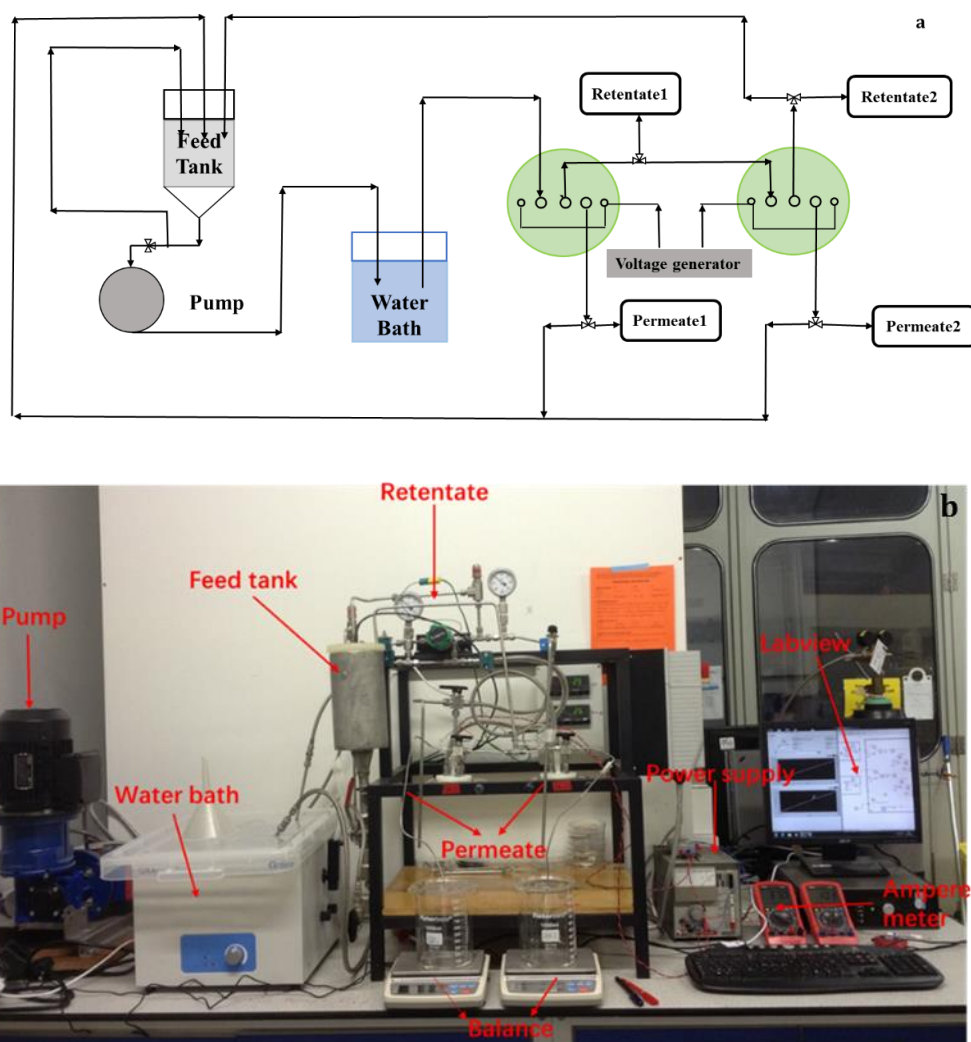 a
Retentate1
Retentate2
Feed
Tank
Voltage generator
Pump
Water
Bath
Permeate1
Permeate2
Retentate
b
Feed tank
Pump
Labview
Water bath
Power supply
Permeate
Ampere
meter
Balance